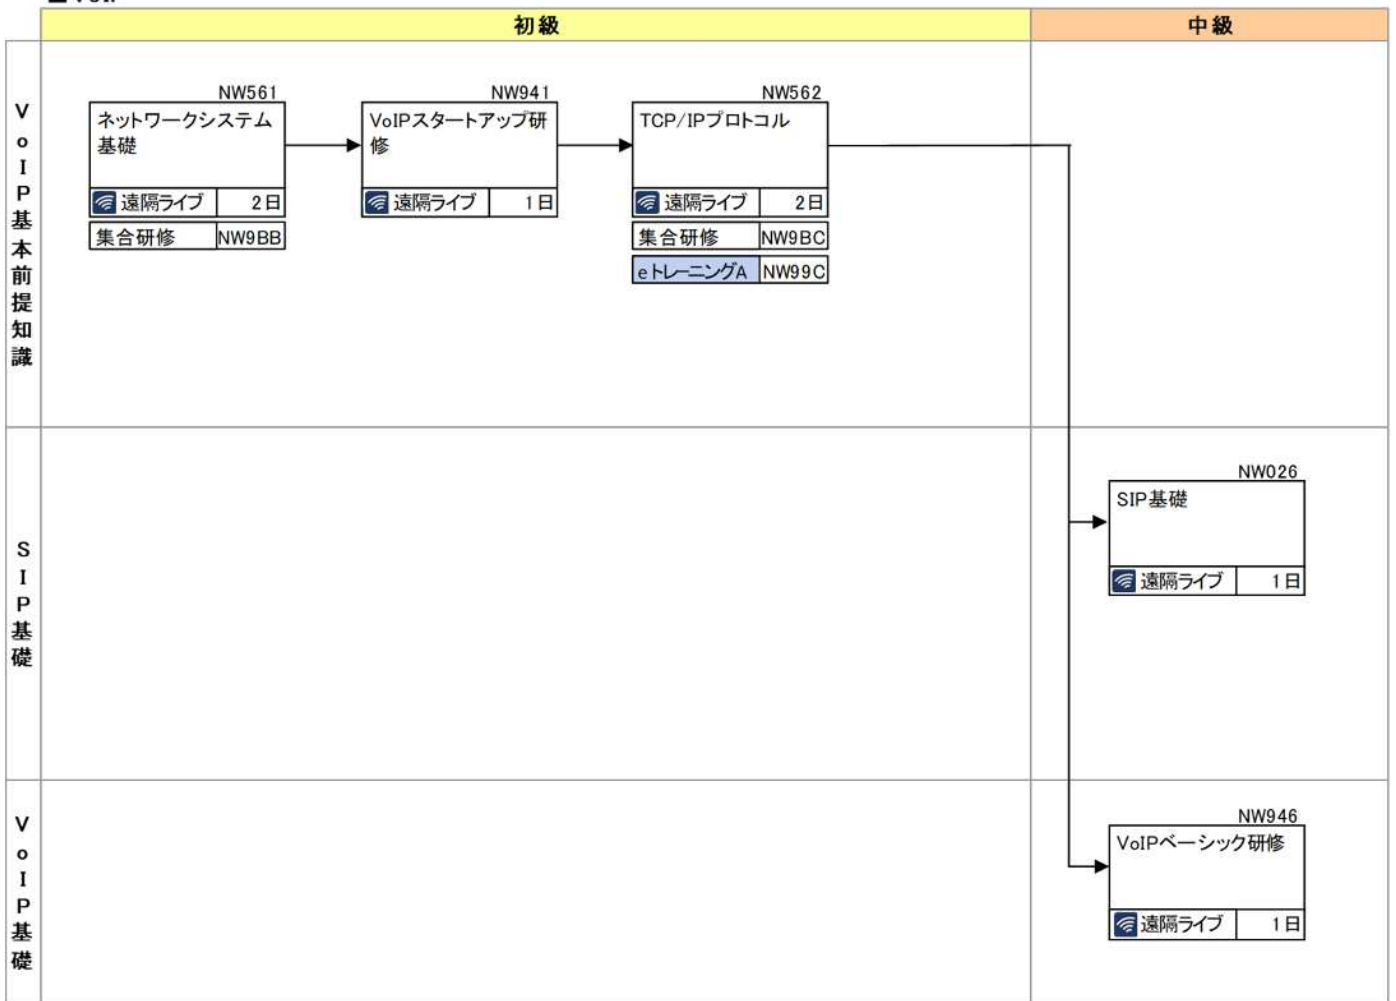 初級
中級
VoIP基本前提知識
NW561
ネットワークシステム
基礎
遠隔ライブ 2日
集合研修 NW9BB
NW941
VoIPスタートアップ研
修
遠隔ライブ 1日
NW562
TCP/IPプロトコル
遠隔ライブ 2日
集合研修 NW9BC
eトレーニングA NW99C
SIP基礎
NW026
SIP基礎
遠隔ライブ 1日
VoIP基礎
NW946
VoIPベーシック研修
遠隔ライブ 1日